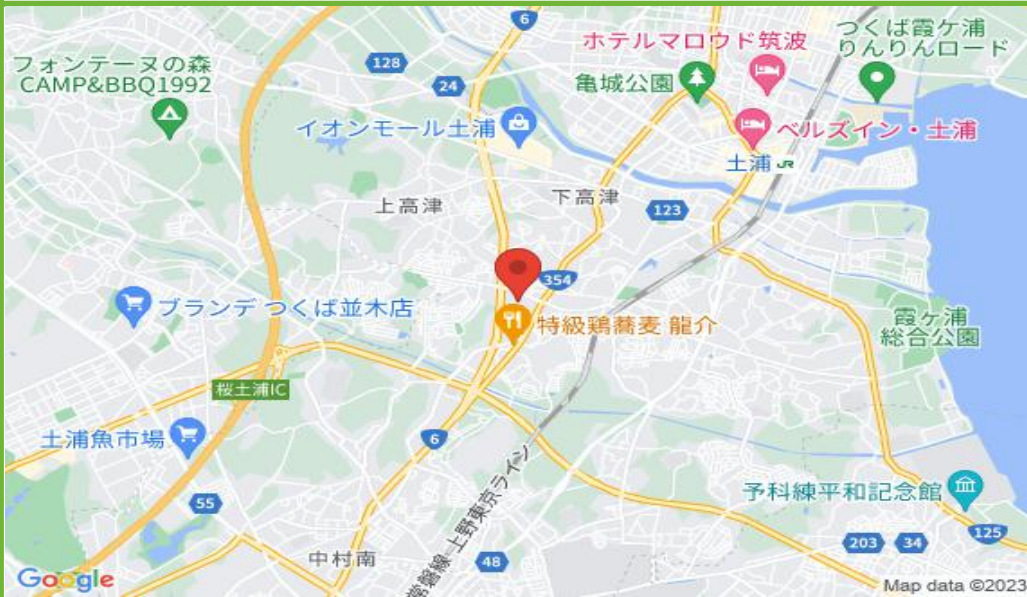 6
つくば霞ケ浦
りんりんロード
ホテルマロウド筑波
フォンテーヌの森
CAMP&BBQ1992
128
24
亀城公園
イオンモール土浦
ベルズイン・土浦
土浦 JR
上高津
下高津
123
354
ブランデ つくば並木店
特級鶏蕎麦 龍介
霞ヶ浦
総合公園
桜土浦IC
土浦魚市場
6
常磐線-上野東京ライン
予科練平和記念館
55
125
203
34
中村南
48
Google
Map data ©2023